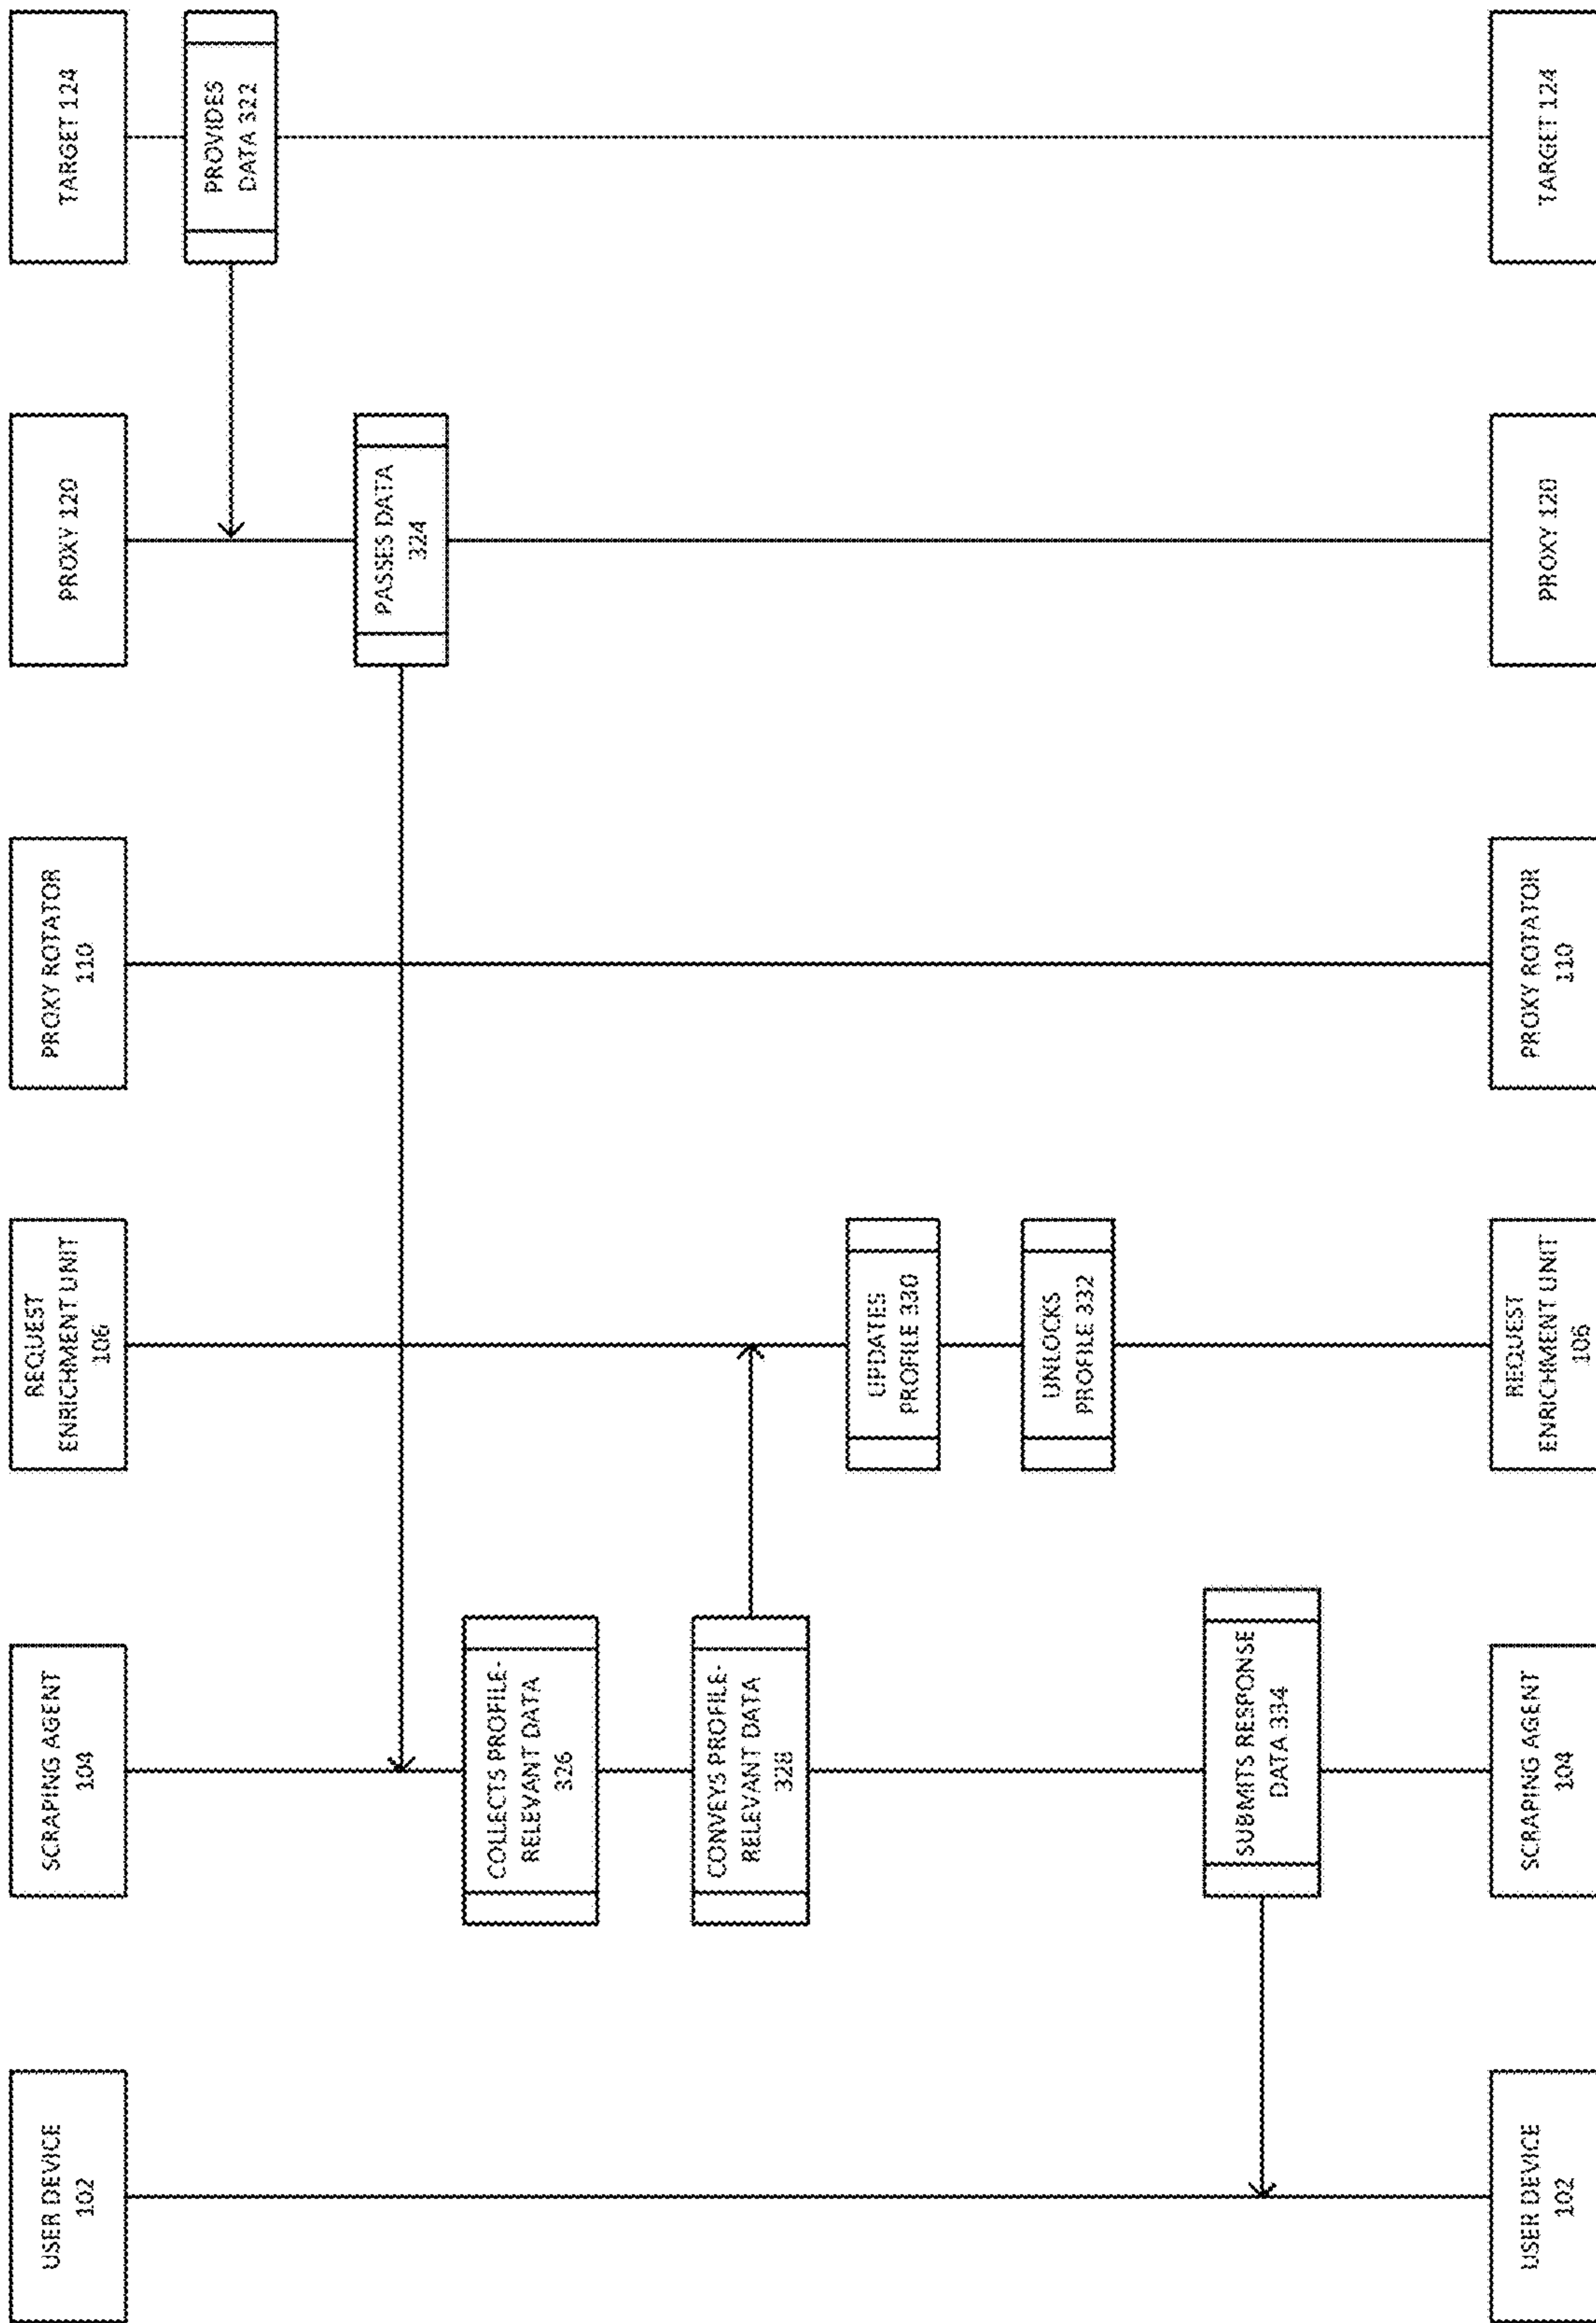 USER DEVICE
102
SCRAPING AGENT
104
REQUEST
ENRICHMENT UNIT
106
PROXY ROTATOR
110
PROXY 120
TARGET 124
PROVIDES
DATA 322
PASSES DATA
324
COLLECTS PROFILE-
RELEVANT DATA
326
CONVEYS PROFILE-
RELEVANT DATA
328
UPDATES
PROFILE 330
UNLOCKS
PROFILE 332
SUBMITS RESPONSE
DATA 334
USER DEVICE
102
SCRAPING AGENT
104
REQUEST
ENRICHMENT UNIT
106
PROXY ROTATOR
110
PROXY 120
TARGET 124